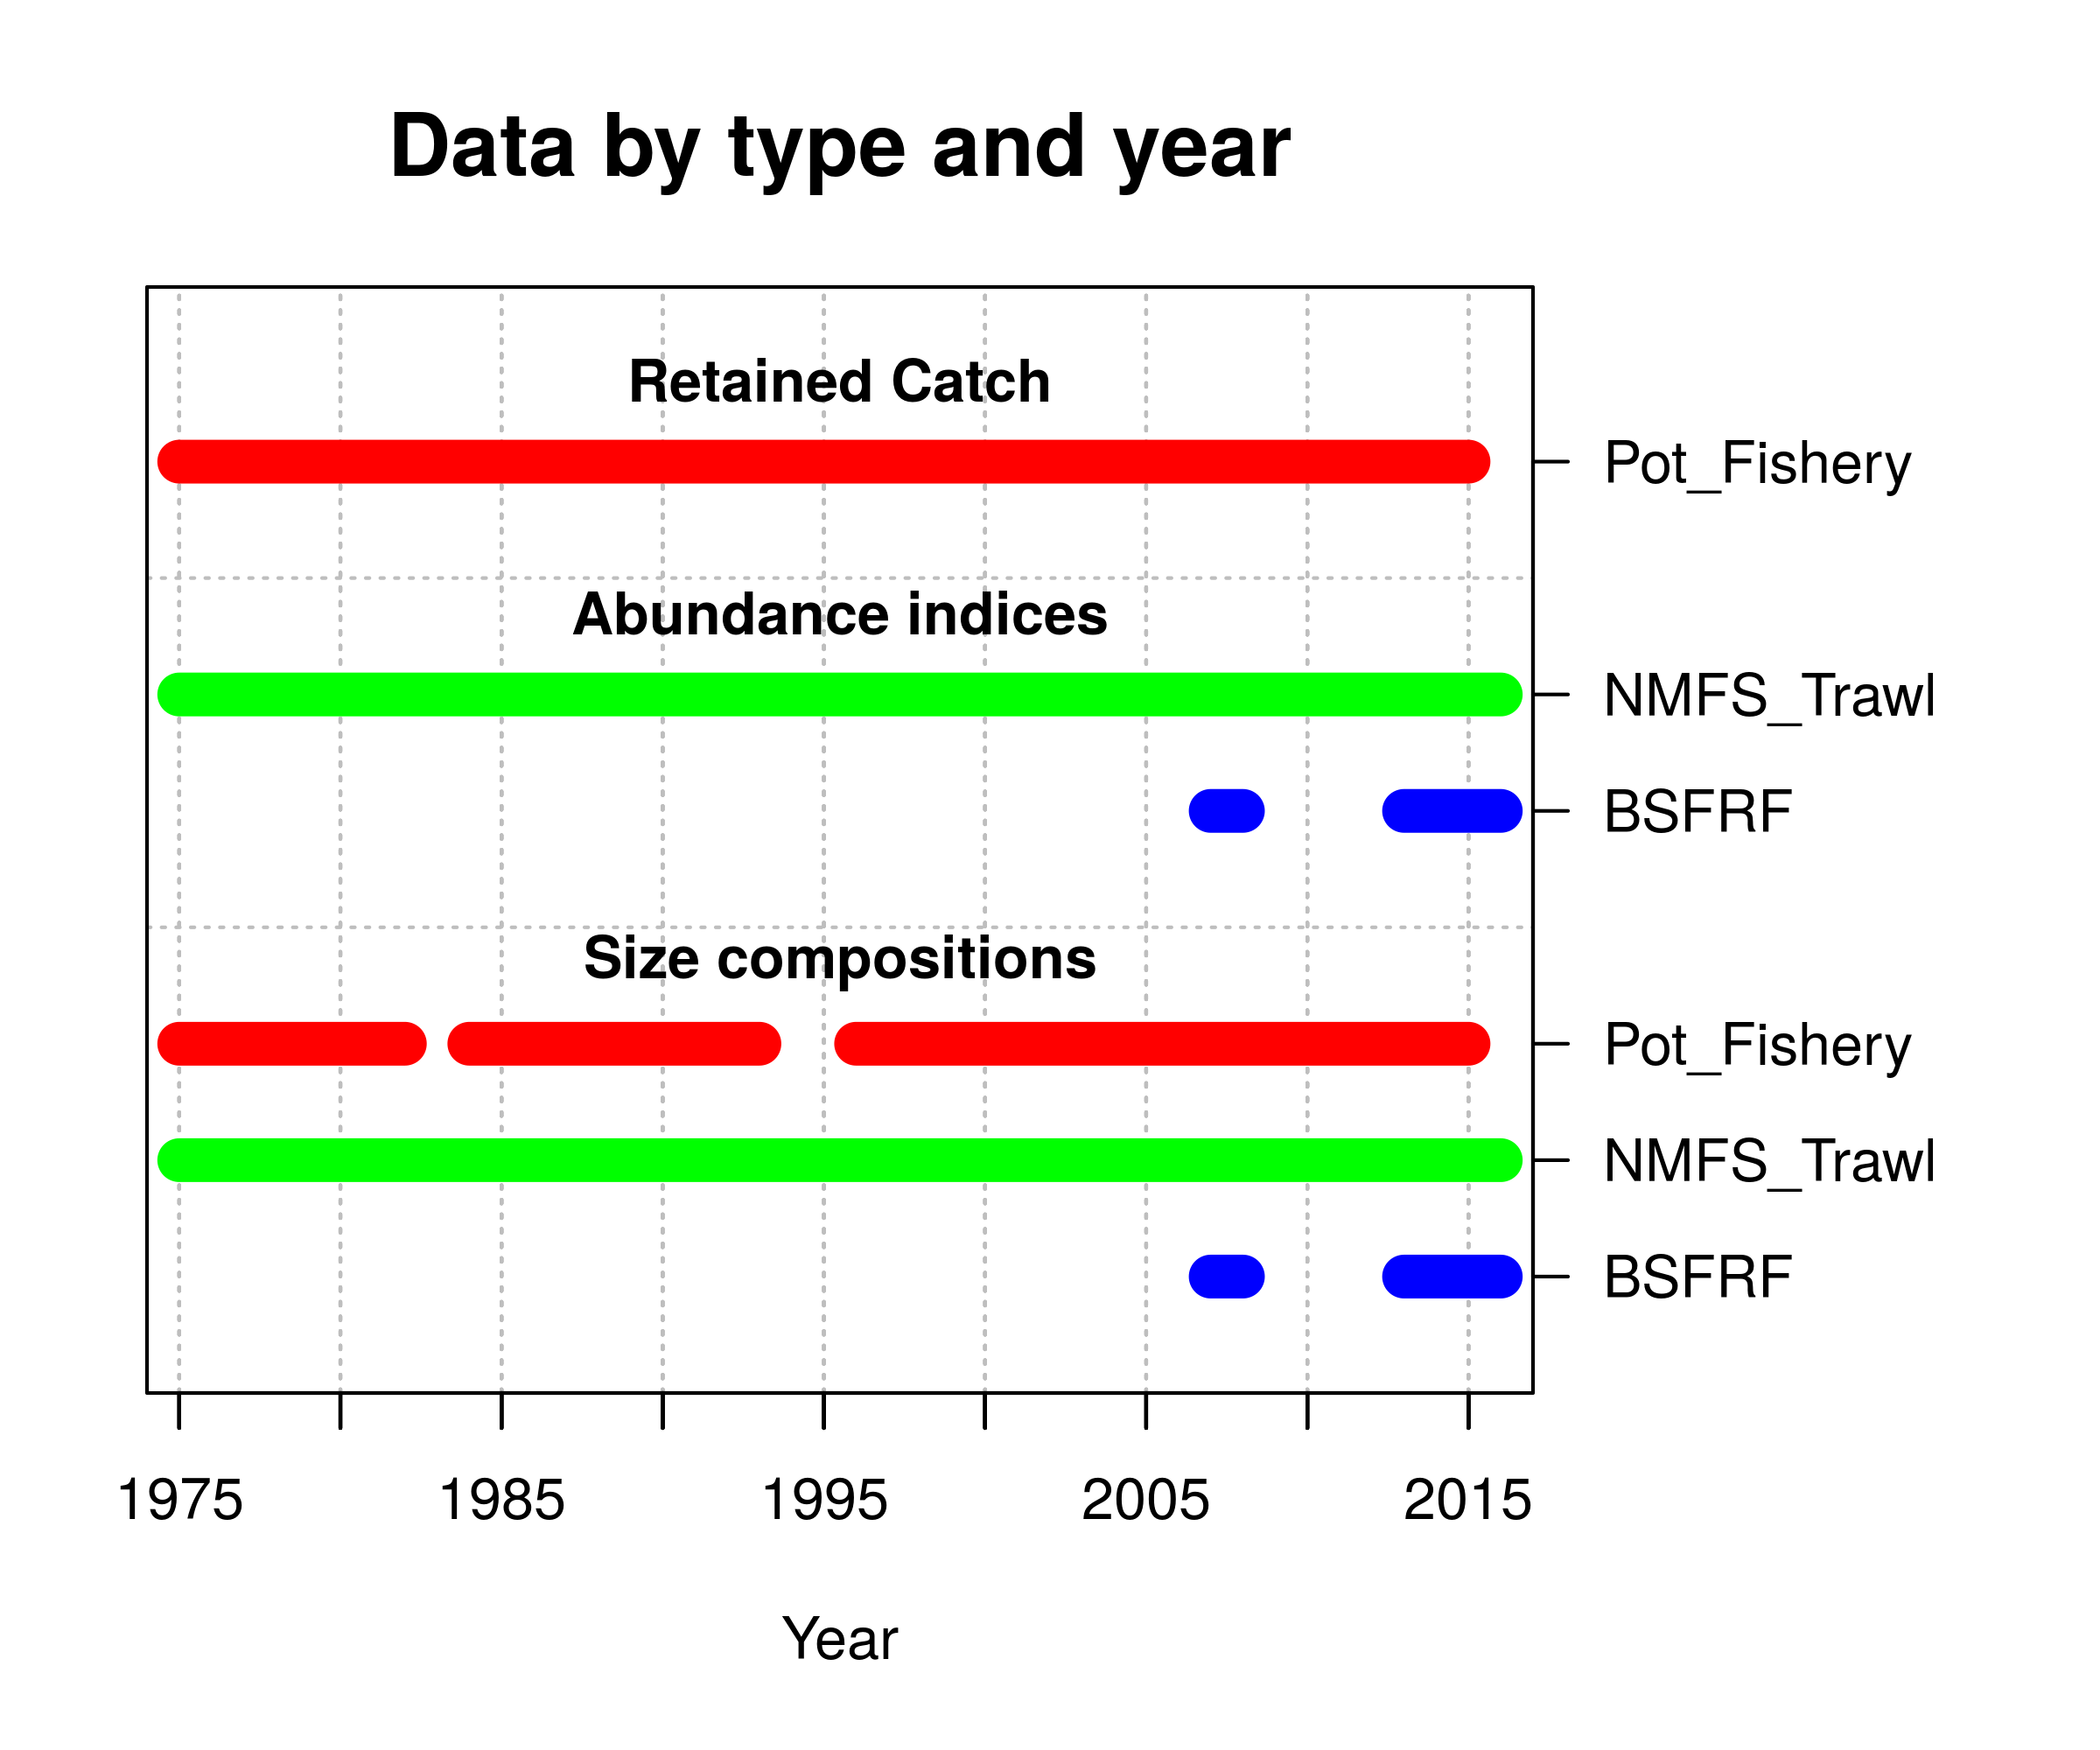 Data by type and year
Retained Catch
Pot_Fishery
Abundance indices
NMFS_Trawl
BSFRF
Size compositions
Pot_Fishery
NMFS_Trawl
BSFRF
1975 1985 1995 2005 2015
Year